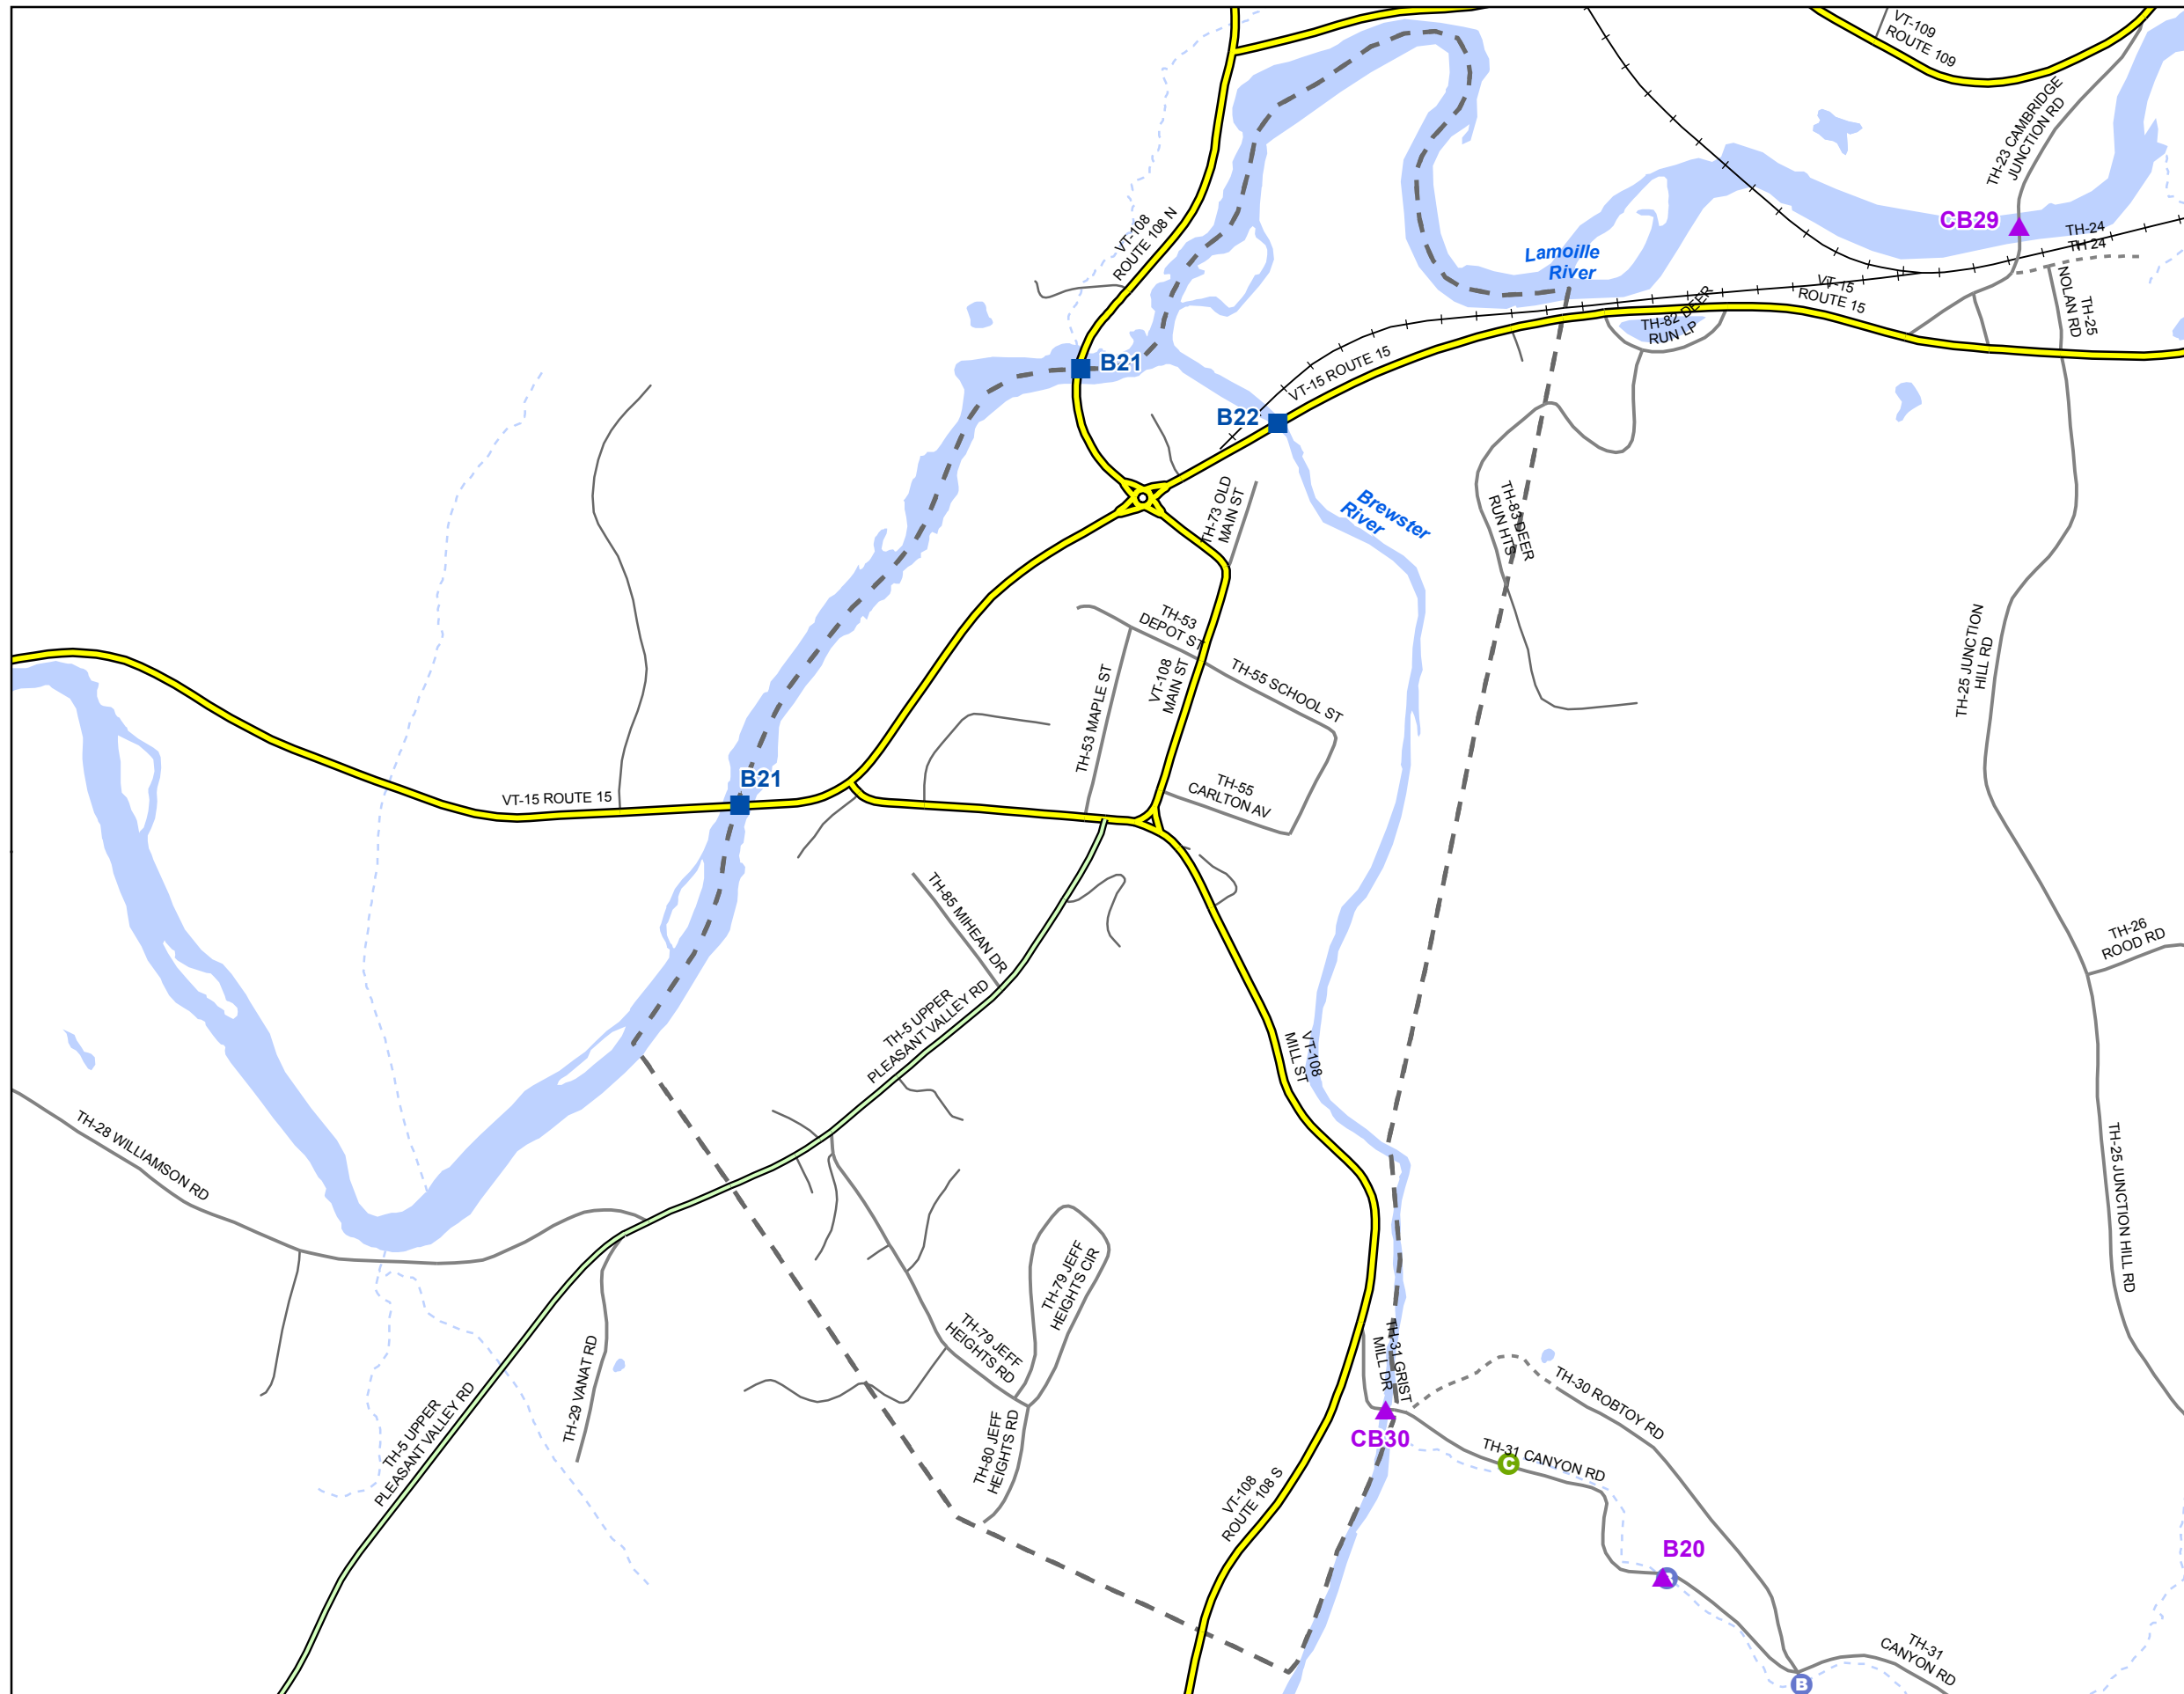 VT-109
ROUTE 109
TH-23 CAMBRIDGE
JUNCTION RD
CB29
TH-24
TH 24
VT-108
ROUTE 108 N
Lamoille
River
VT-15
ROUTE 15
TH-25
NOLAN RD
TH-82 DEER
RUN LP
B21
VT-15 ROUTE 15
B22
TH-73 OLD
MAIN ST
Brewster
River
TH-83 DEER
RUN HTS
TH-53
DEPOT ST
TH-55 SCHOOL ST
VT-108
MAIN ST
TH-53 MAPLE ST
TH-25 JUNCTION
HILL RD
B21
VT-15 ROUTE 15
TH-55
CARLTON AV
TH-85 MIHEAN DR
TH-26
ROOD RD
TH-5 UPPER
PLEASANT VALLEY RD
VT-108
MILL ST
TH-28 WILLIAMSON RD
TH-25 JUNCTION HILL RD
TH-79 JEFF
HEIGHTS CIR
TH-79 JEFF
HEIGHTS RD
TH-31 GRIST
MILL DR
TH-29 VANAT RD
TH-30 ROBTOY RD
TH-5 UPPER
PLEASANT VALLEY RD
TH-80 JEFF
HEIGHTS RD
CB30
TH-31 CANYON RD
C
VT-108
ROUTE 108 S
B20
B
TH-31
CANYON RD
B